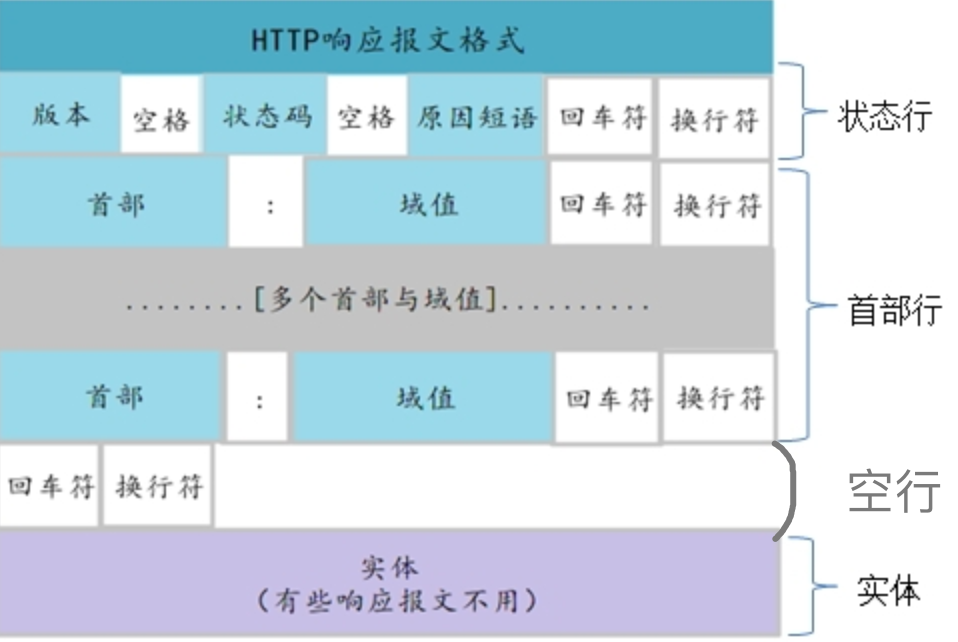 HTTP响应报文格式
版本 空格 状态码 空格 原因短语 回车符 换行符 状态行
首部 : 域值 回车符 换行符
........[多个首部与域值].......... 首部行
首部 : 域值 回车符 换行符
回车符 换行符 空行
实体
(有些响应报文不用) 实体